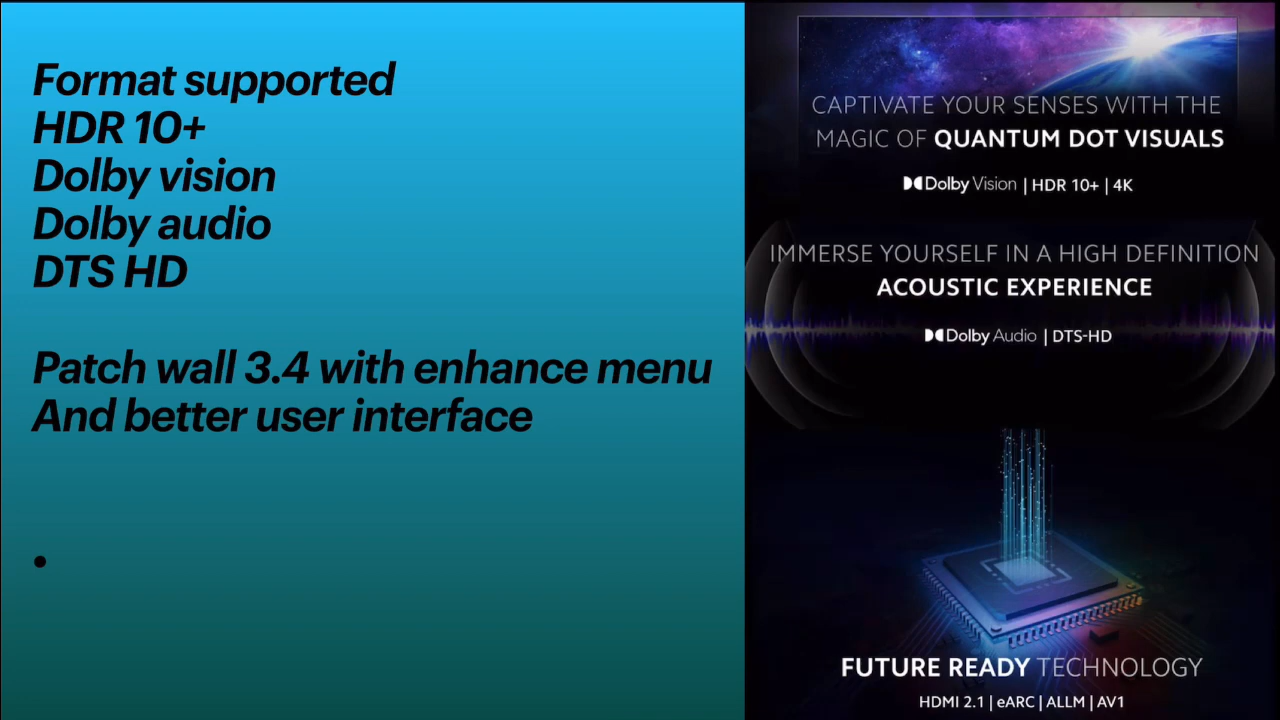 Format supported
HDR 10+
Dolby vision
Dolby audio
DTS HD
Patch wall 3.4 with enhance menu
And better user interface
•
CAPTIVATE YOUR SENSES WITH THE
MAGIC OF QUANTUM DOT VISUALS
Dolby Vision | HDR 10+ | 4K
IMMERSE YOURSELF IN A HIGH DEFINITION
ACOUSTIC EXPERIENCE
Dolby Audio | DTS-HD
FUTURE READY TECHNOLOGY
HDMI 2.1 | eARC | ALLM | AV1